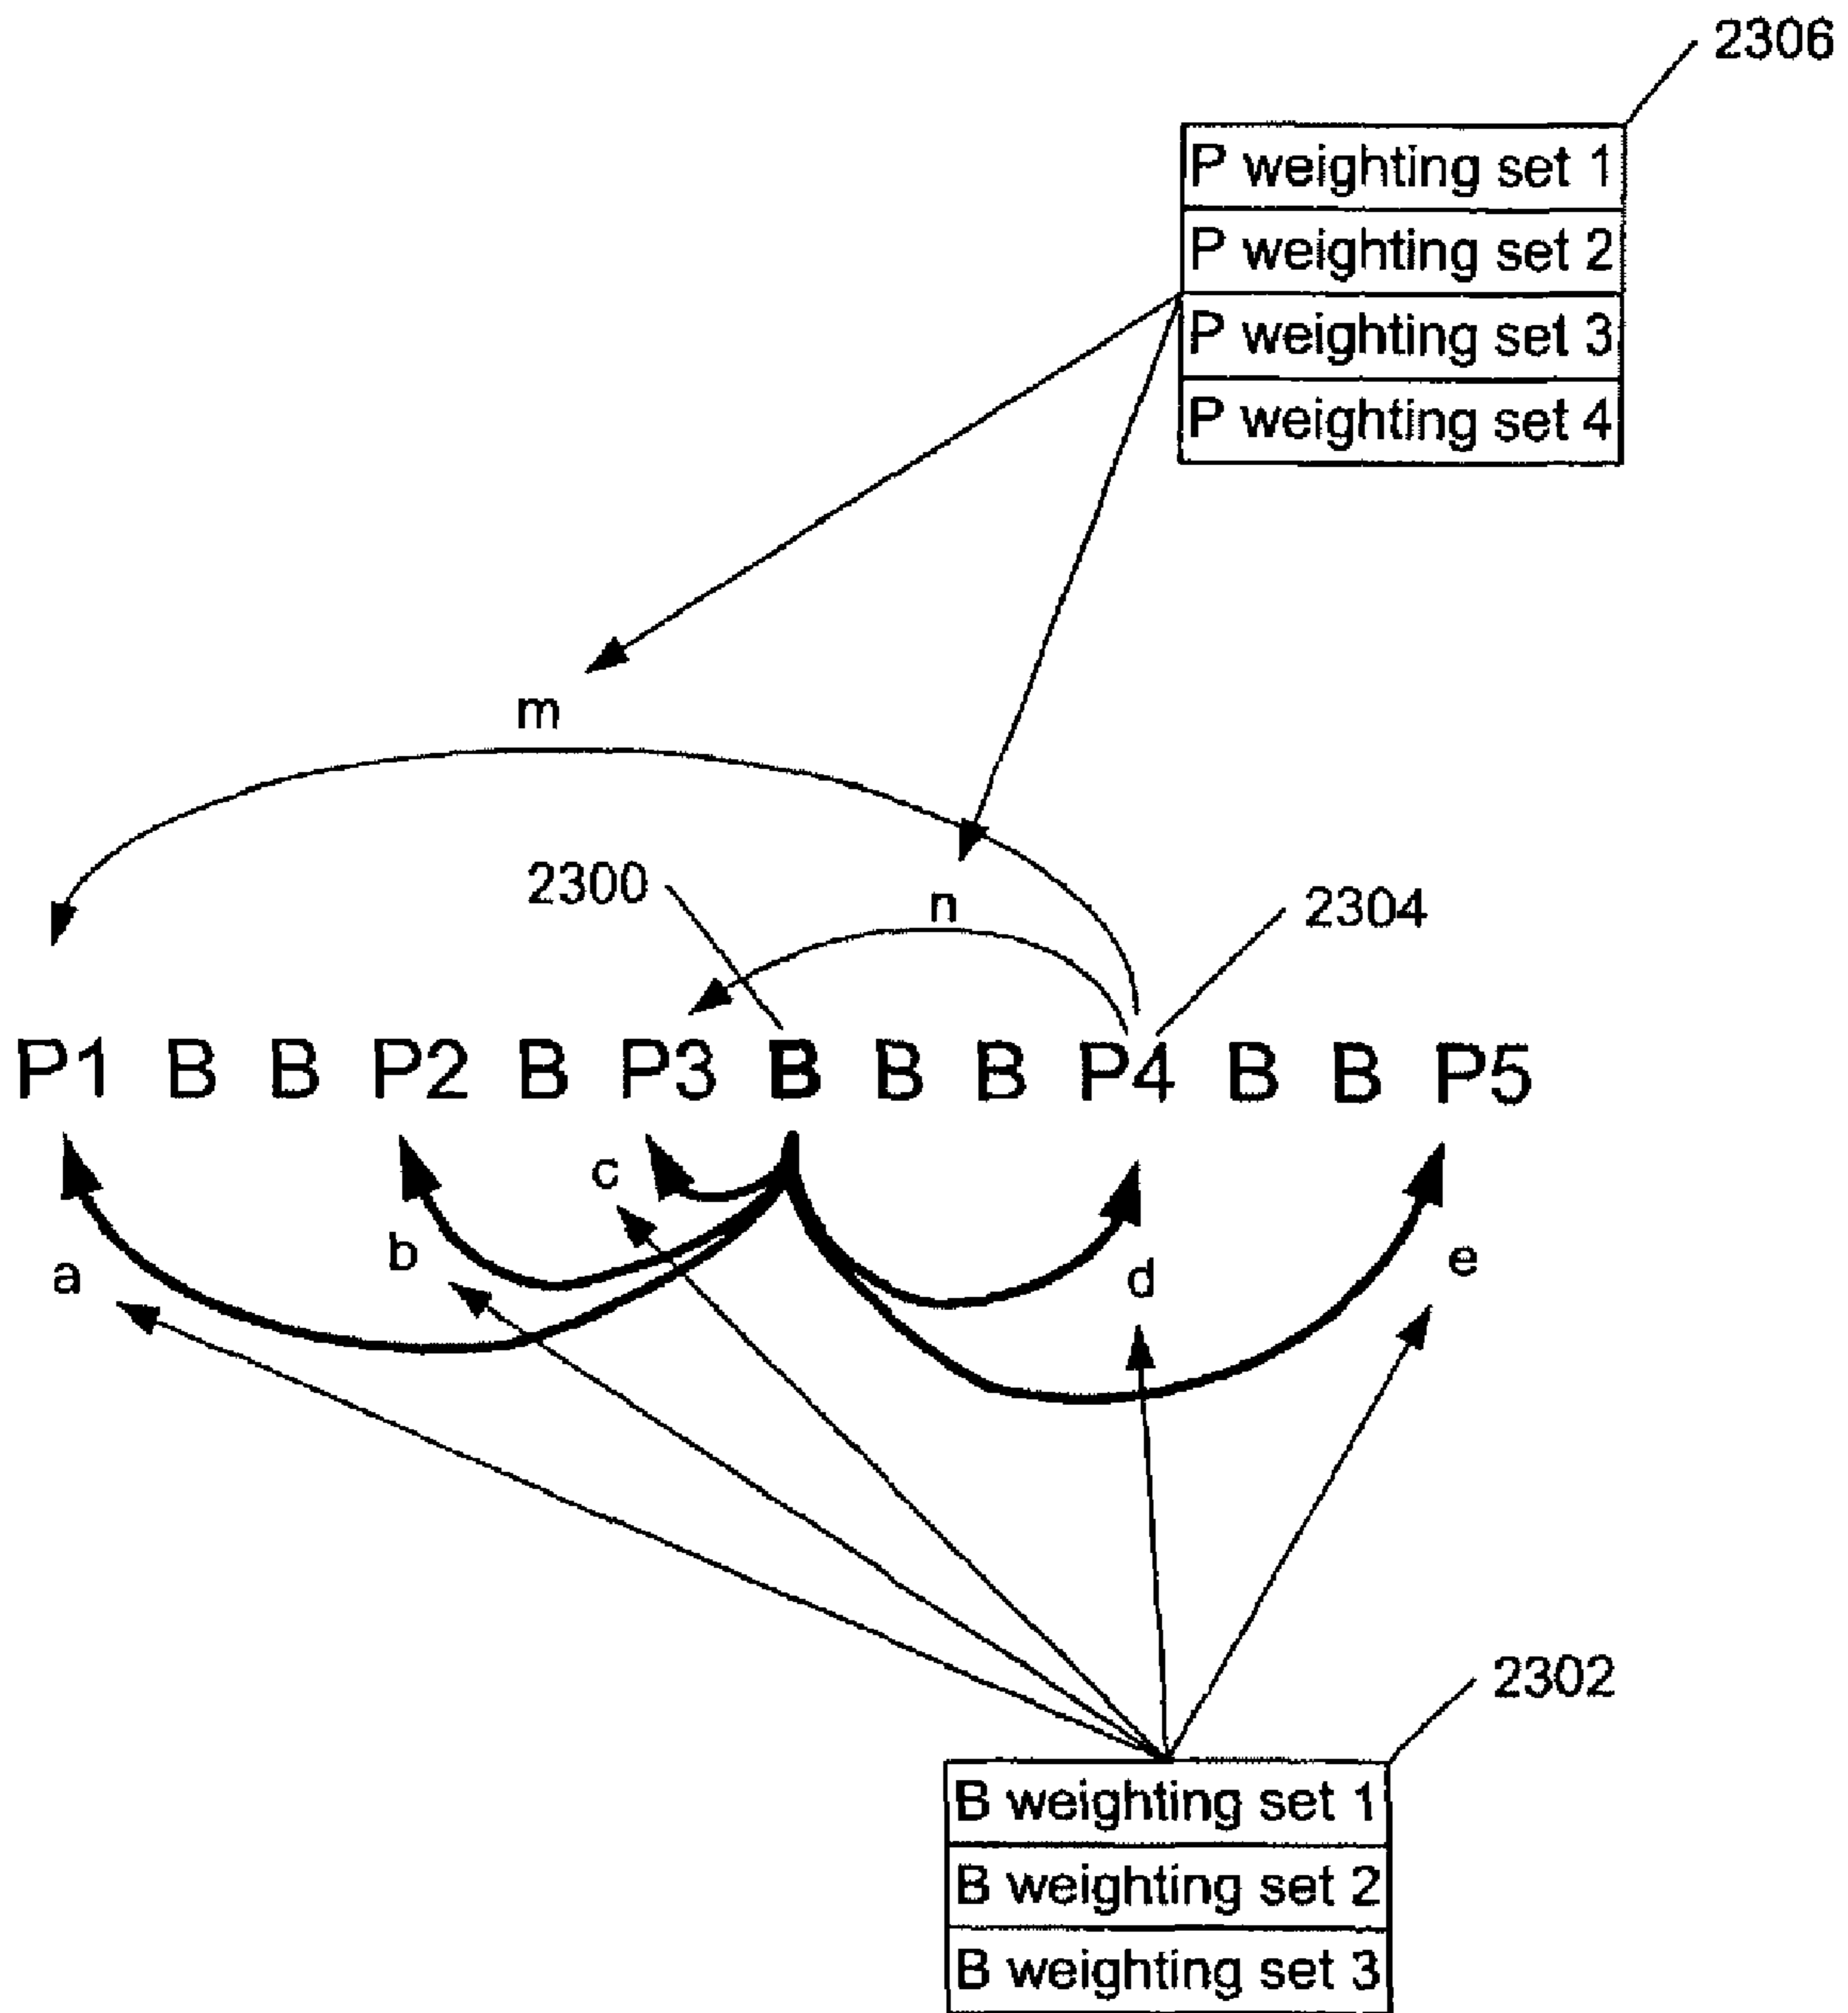 2306
P weighting set 1
P weighting set 2
P weighting set 3
P weighting set 4
m
2300
n
2304
P1 B B P2 B P3 B B B P4 B B P5
c
b
a
d
e
2302
B weighting set 1
B weighting set 2
B weighting set 3